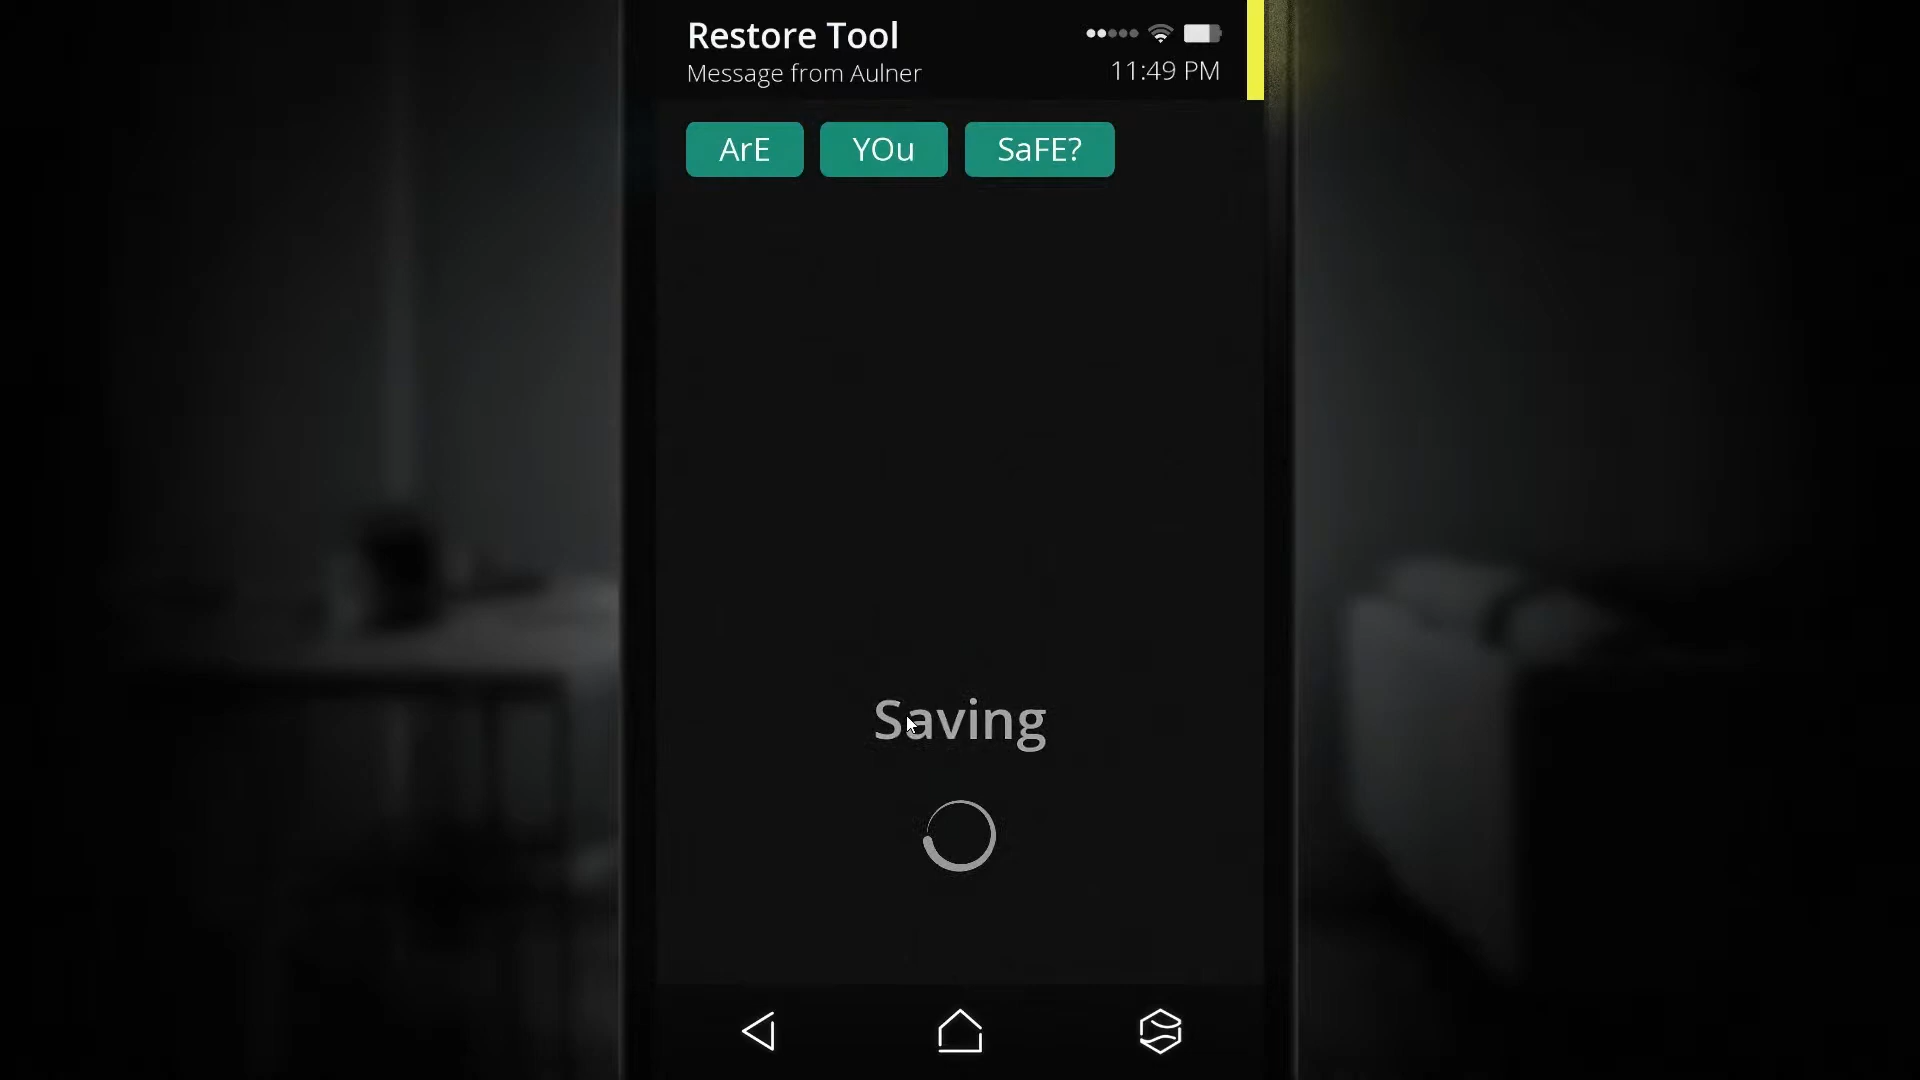 Restore Tool
Message from Aulner
11:49 PM
ArE YOu SaFE?
Saving